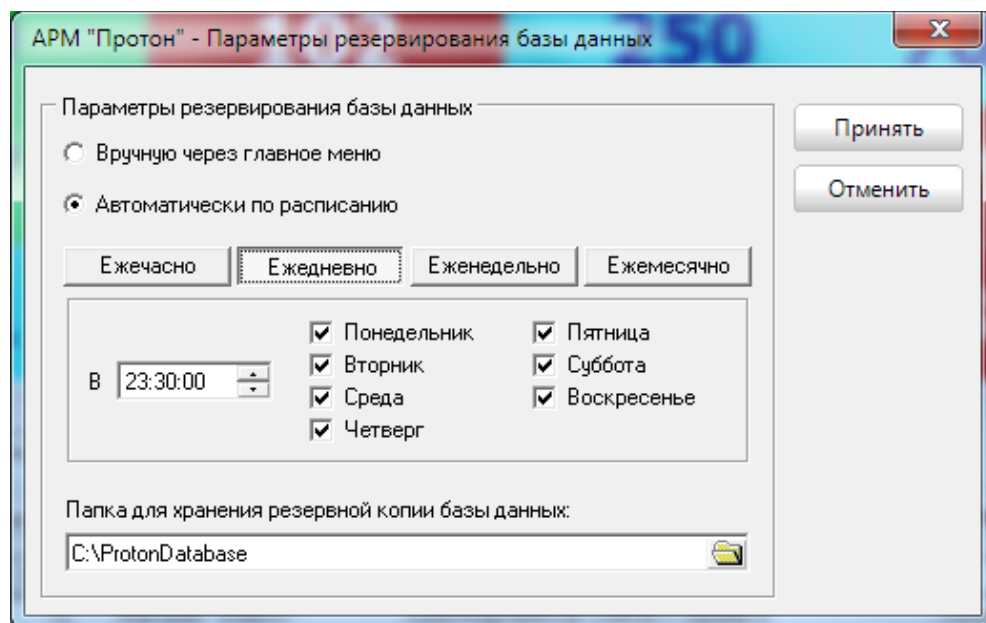 АРМ "Протон" - Параметры резервирования базы данных
102
250
Параметры резервирования базы данных
Вручную через главное меню
Автоматически по расписанию
Ежечасно Ежедневно Еженедельно Ежемесячно
В 23:30:00
Понедельник Пятница
Вторник Суббота
Среда Воскресенье
Четверг
Папка для хранения резервной копии базы данных:
C:\ProtonDatabase
Принять
Отменить